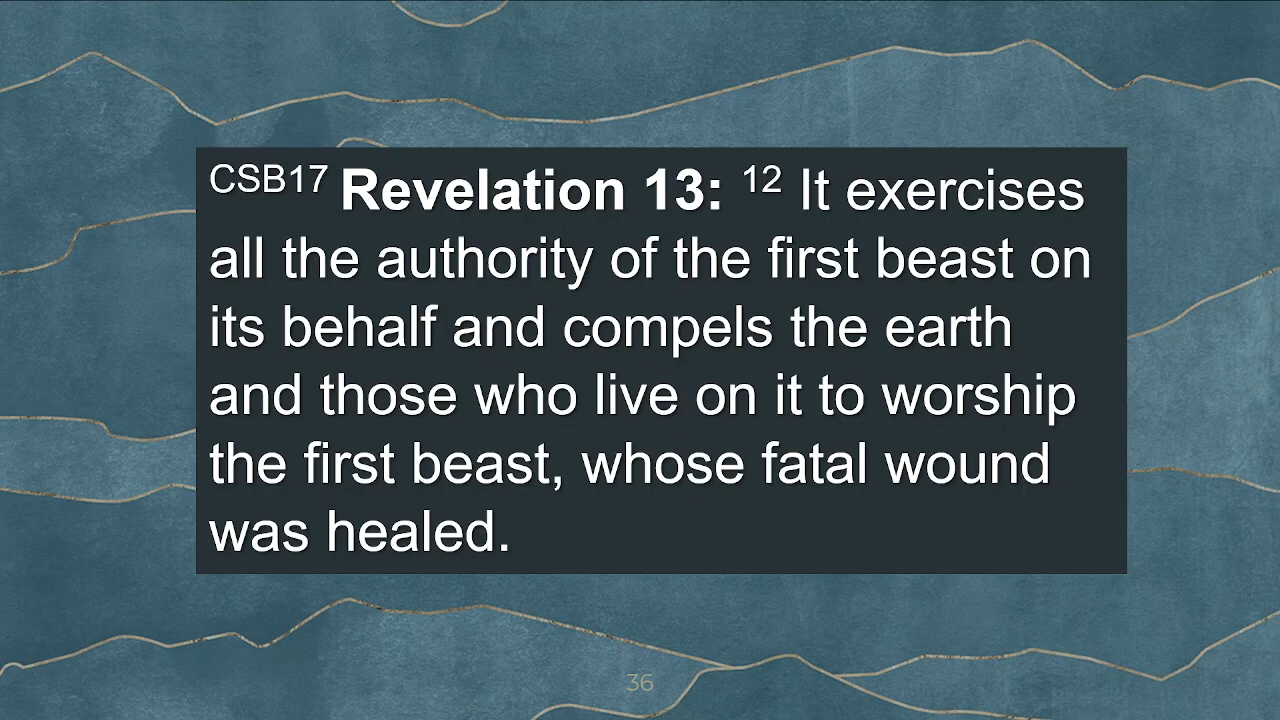 CSB17 Revelation 13: 12 It exercises
all the authority of the first beast on
its behalf and compels the earth
and those who live on it to worship
the first beast, whose fatal wound
was healed.
36